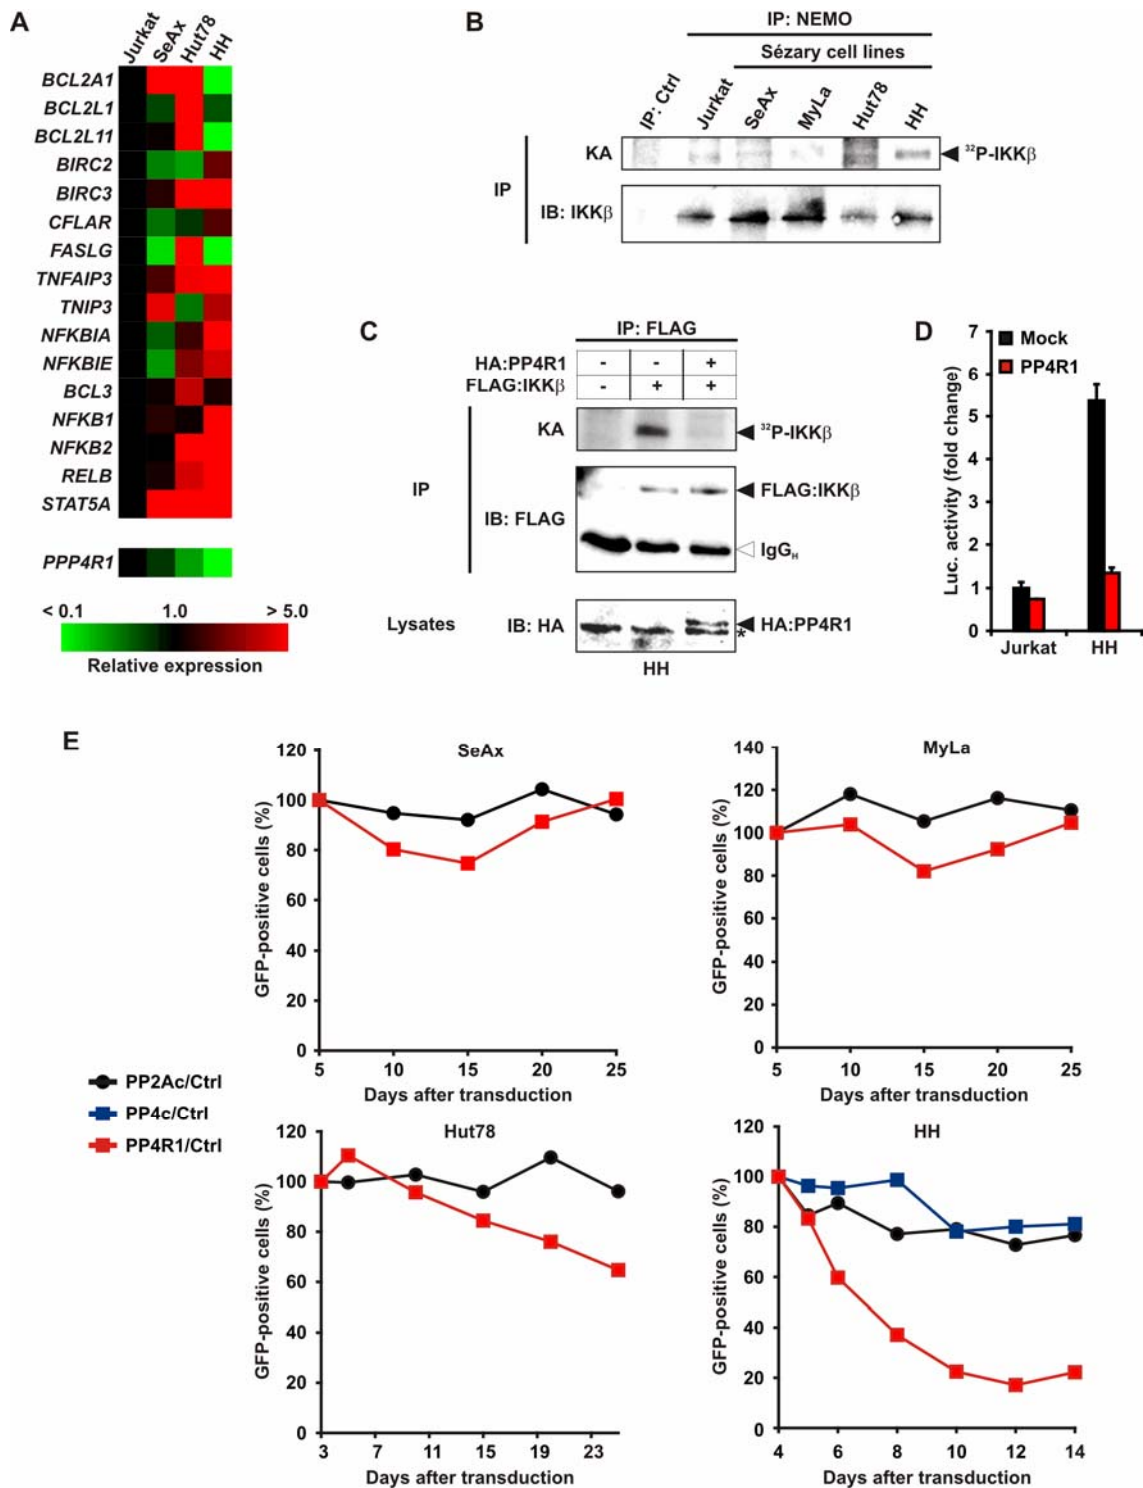 A
Jurkat
SeAx
Hut78
HH
BCL2A1
BCL2L1
BCL2L11
BIRC2
BIRC3
CFLAR
FASLG
TNFAIP3
TNIP3
NFKBIA
NFKBIE
BCL3
NFKB1
NFKB2
RELB
STAT5A
PPP4R1
< 0.1 1.0 > 5.0
Relative expression
B
IP: NEMO
Sézary cell lines
IP: Ctrl
Jurkat
SeAx
MyLa
Hut78
HH
IP
KA
³²P-IKKβ
IB: IKKβ
C
IP: FLAG
HA:PP4R1 - - +
FLAG:IKKβ - + +
IP
KA
³²P-IKKβ
IB: FLAG
FLAG:IKKβ
IgGH
Lysates
IB: HA
HA:PP4R1
*
HH
D
Luc. activity (fold change)
7
6
5
4
3
2
1
0
Mock
PP4R1
Jurkat HH
E
SeAx
GFP-positive cells (%)
120
100
80
60
40
20
0
5 10 15 20 25
Days after transduction
MyLa
GFP-positive cells (%)
140
120
100
80
60
40
20
0
5 10 15 20 25
Days after transduction
PP2Ac/Ctrl
PP4c/Ctrl
PP4R1/Ctrl
Hut78
GFP-positive cells (%)
120
100
80
60
40
20
0
3 7 11 15 19 23
Days after transduction
HH
GFP-positive cells (%)
120
100
80
60
40
20
0
4 6 8 10 12 14
Days after transduction